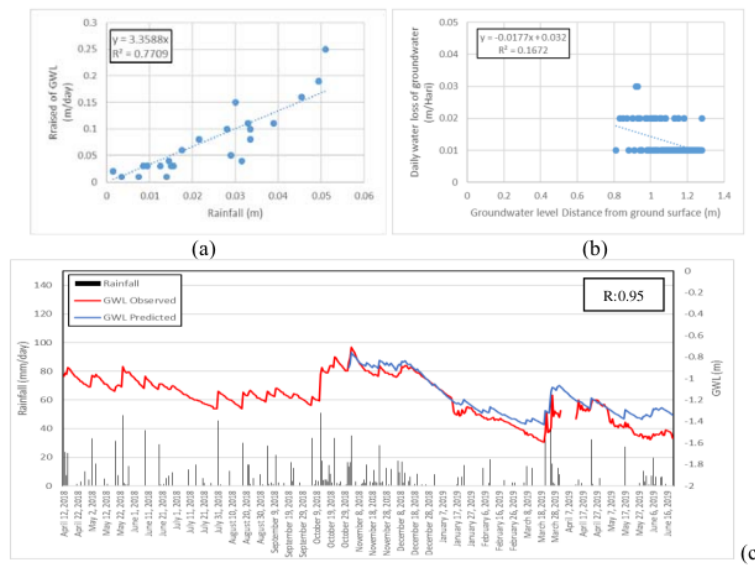 y = 3.3588x
R² = 0.7709
Rraised of GWL
(m/day)
0.25
0.2
0.15
0.1
0.05
0
0 0.01 0.02 0.03 0.04 0.05 0.06
Rainfall (m)
(a)
y = -0.0177x + 0.032
R² = 0.1672
Daily water loss of groundwater
(m/Hari)
0.05
0.04
0.03
0.02
0.01
0
0 0.2 0.4 0.6 0.8 1 1.2 1.4
Groundwater level Distance from ground surface (m)
(b)
Rainfall
GWL Observed
GWL Predicted
R:0.95
Rainfall (mm/day)
140
120
100
80
60
40
20
0
GWL (m)
0
-0.2
-0.4
-0.6
-0.8
-1
-1.2
-1.4
-1.6
-1.8
-2
April 12, 2018
April 22, 2018
May 2, 2018
May 12, 2018
May 22, 2018
June 1, 2018
June 11, 2018
June 21, 2018
July 1, 2018
July 11, 2018
July 21, 2018
July 31, 2018
August 10, 2018
August 20, 2018
August 30, 2018
September 9, 2018
September 19, 2018
September 29, 2018
October 9, 2018
October 19, 2018
October 29, 2018
November 8, 2018
November 18, 2018
November 28, 2018
December 8, 2018
December 18, 2018
December 28, 2018
January 7, 2019
January 17, 2019
January 27, 2019
February 6, 2019
February 16, 2019
February 26, 2019
March 8, 2019
March 18, 2019
March 28, 2019
April 7, 2019
April 17, 2019
April 27, 2019
May 7, 2019
May 17, 2019
May 27, 2019
June 6, 2019
June 16, 2019
(c